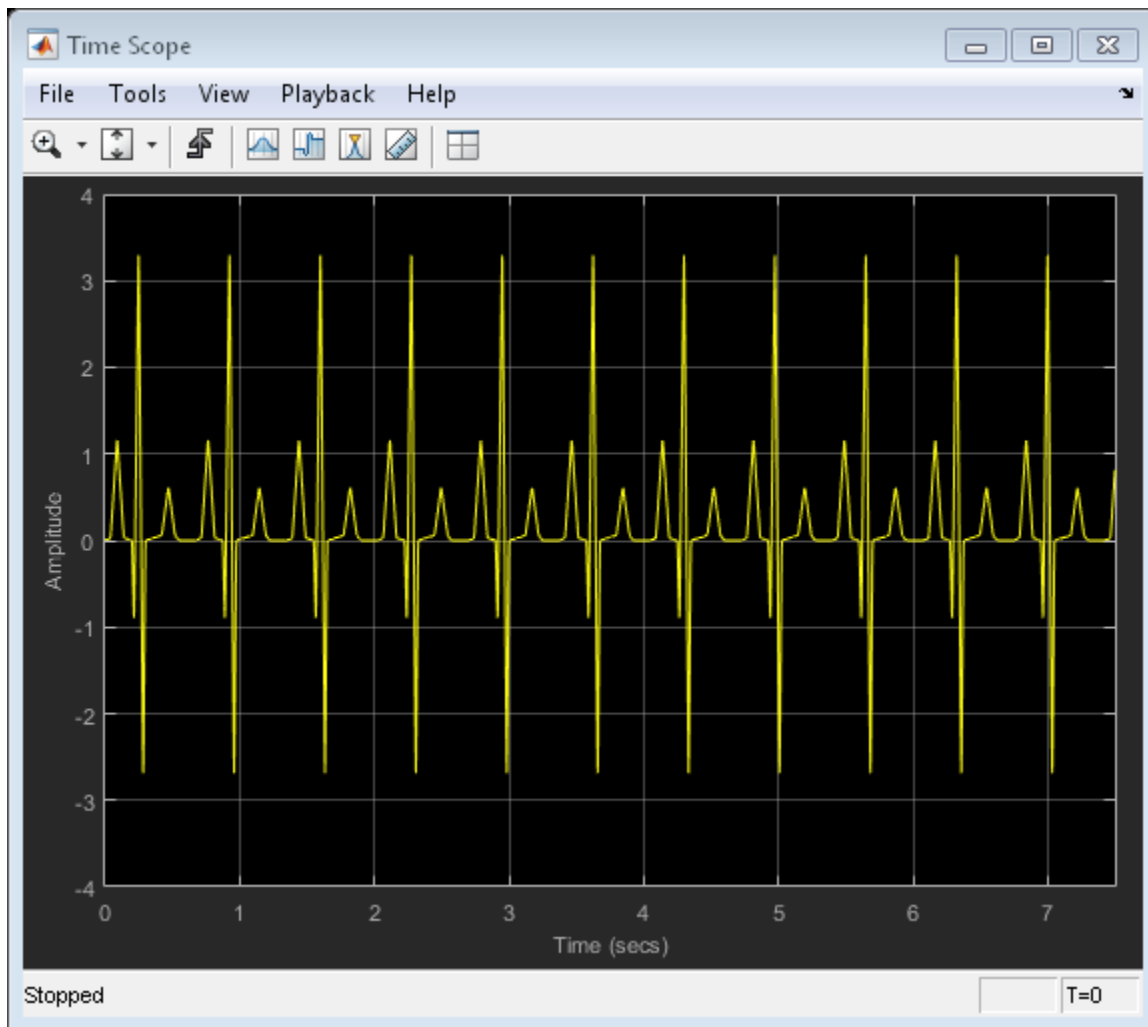 Time Scope
File Tools View Playback Help
4
3
2
1
0
-1
-2
-3
-4
Amplitude
0 1 2 3 4 5 6 7
Time (secs)
Stopped T=0